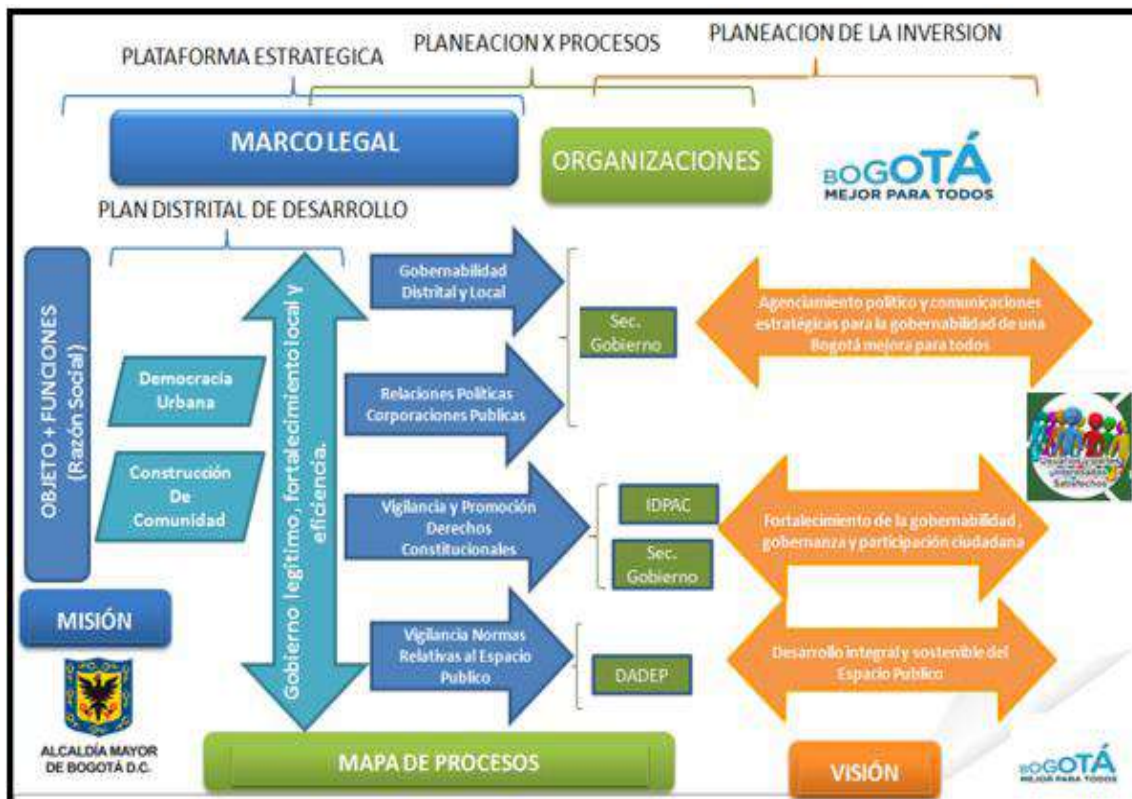 PLATAFORMA ESTRATEGICA
PLANEACION X PROCESOS
PLANEACION DE LA INVERSION
MARCO LEGAL
ORGANIZACIONES
BOGOTÁ
MEJOR PARA TODOS
PLAN DISTRITAL DE DESARROLLO
OBJETO + FUNCIONES
(Razón Social)
Democracia
Urbana
Construcción
De
Comunidad
Gobierno legítimo, fortalecimiento local y
eficiencia.
Gobernabilidad
Distrital y Local
Relaciones Políticas
Corporaciones Publicas
Vigilancia y Promoción
Derechos
Constitucionales
Vigilancia Normas
Relativas al Espacio
Publico
Sec.
Gobierno
IDPAC
Sec.
Gobierno
DADEP
Agenciamiento político y comunicaciones
estratégicas para la gobernabilidad de una
Bogotá mejora para todos
Fortalecimiento de la gobernabilidad,
gobernanza y participación ciudadana
Desarrollo integral y sostenible del
Espacio Publico
Satisfechos
MISIÓN
ALCALDÍA MAYOR
DE BOGOTÁ D.C.
MAPA DE PROCESOS
VISIÓN
BOGOTÁ
MEJOR PARA TODOS